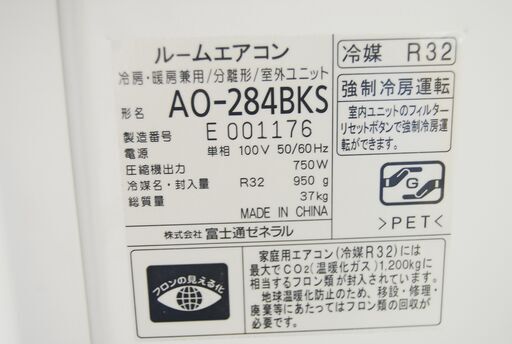 ルームエアコン
冷房・暖房兼用/分離形/室外ユニット
形名 AO-284BKS
製造番号 E 001176
電源 単相 100V 50/60Hz
圧縮機出力 750W
冷媒名・封入量 R32 950 g
総質量 37kg
MADE IN CHINA
株式会社 富士通ゼネラル
冷媒 R32
強制冷房運転
室内ユニットのフィルター
リセットボタンで強制冷房運
転ができます。
G
>PET<
フロンの見える化
家庭用エアコン(冷媒R32)には
最大でCO2(温暖化ガス)1,200kgに
相当するフロン類が封入されています。
地球温暖化防止のため、移設・修理・
廃棄等にあたってはフロン類の回収が
必要です。